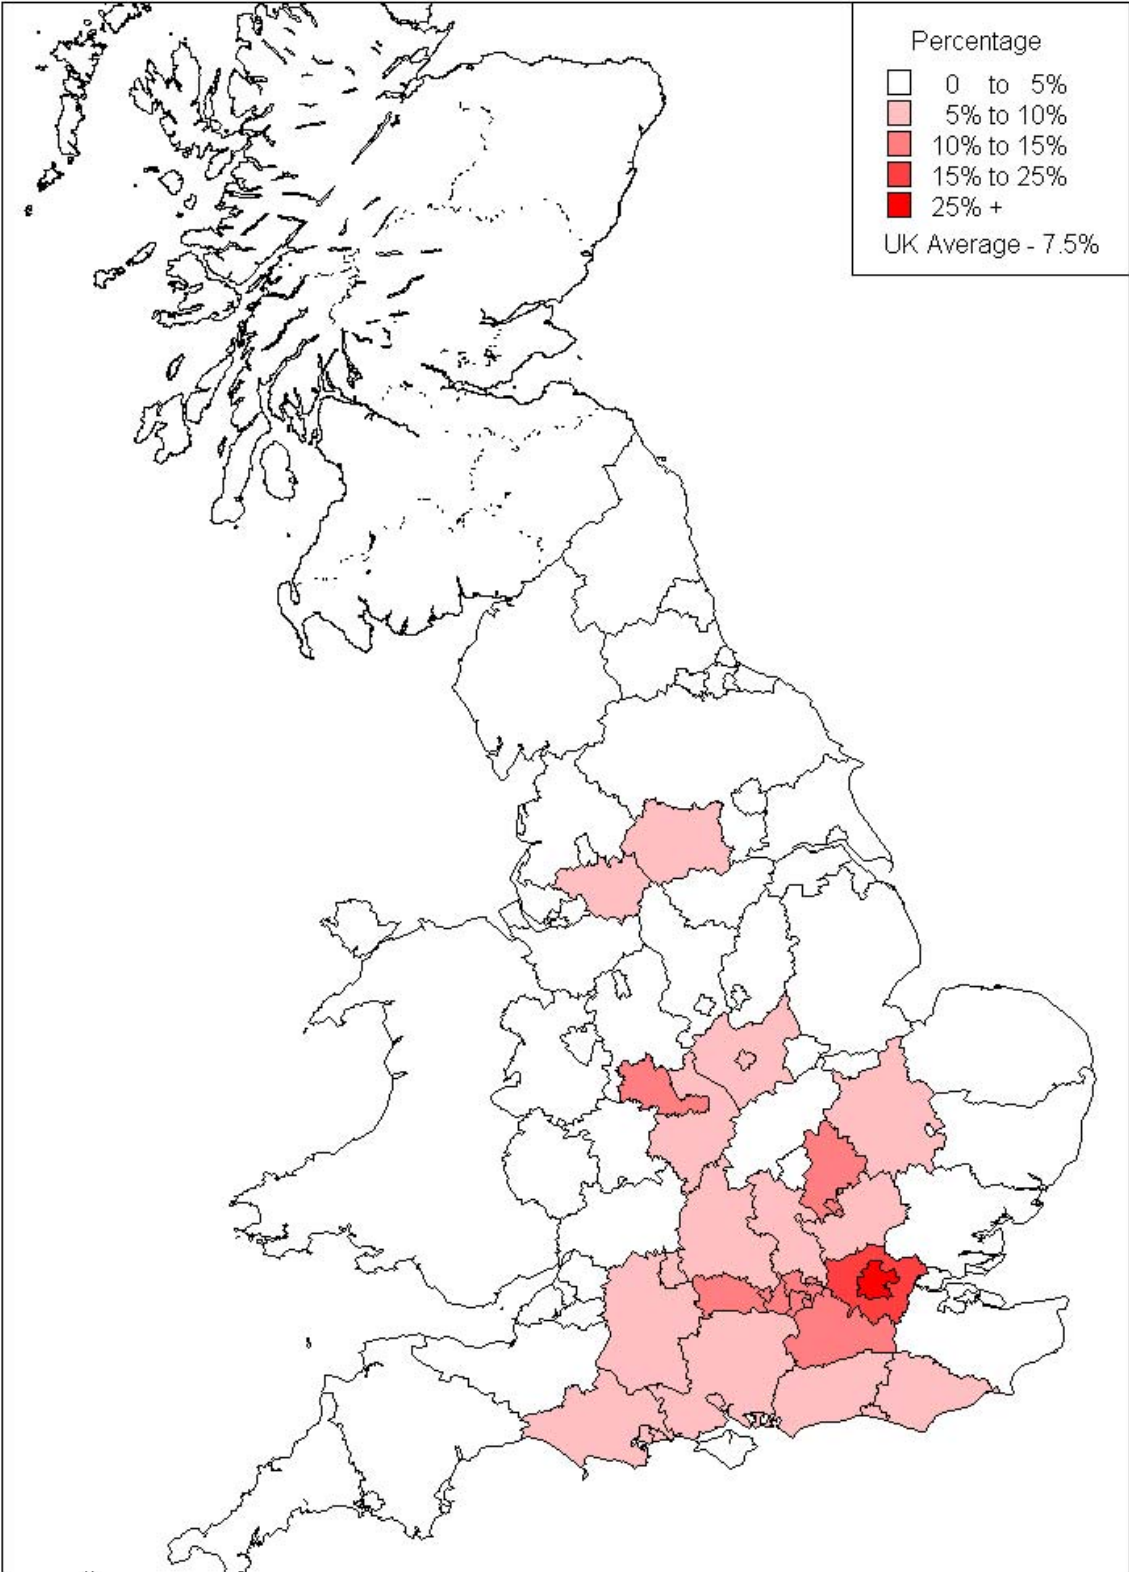 Percentage
0 to 5%
5% to 10%
10% to 15%
15% to 25%
25% +
UK Average - 7.5%